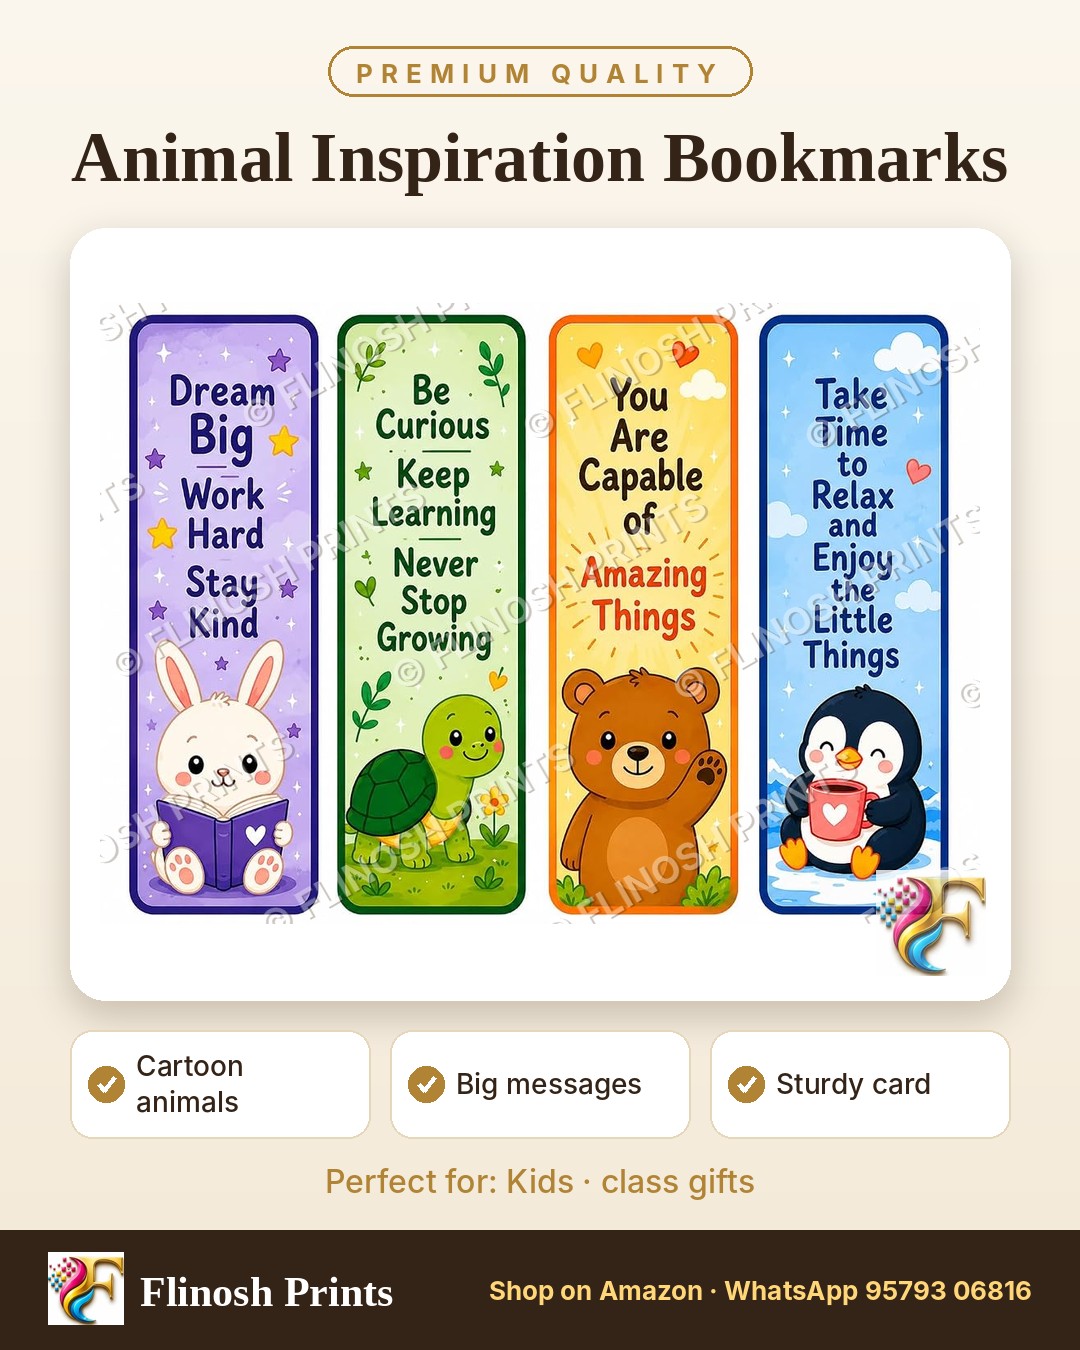 PREMIUM QUALITY
Animal Inspiration Bookmarks
Dream
Big
Work
Hard
Stay
Kind
Be
Curious
Keep
Learning
Never
Stop
Growing
You
Are
Capable
of
Amazing
Things
Take
Time
to
Relax
and
Enjoy
the
Little
Things
© FLINOSH PRINTS
Cartoon
animals
Big messages
Sturdy card
Perfect for: Kids · class gifts
Flinosh Prints
Shop on Amazon · WhatsApp 95793 06816